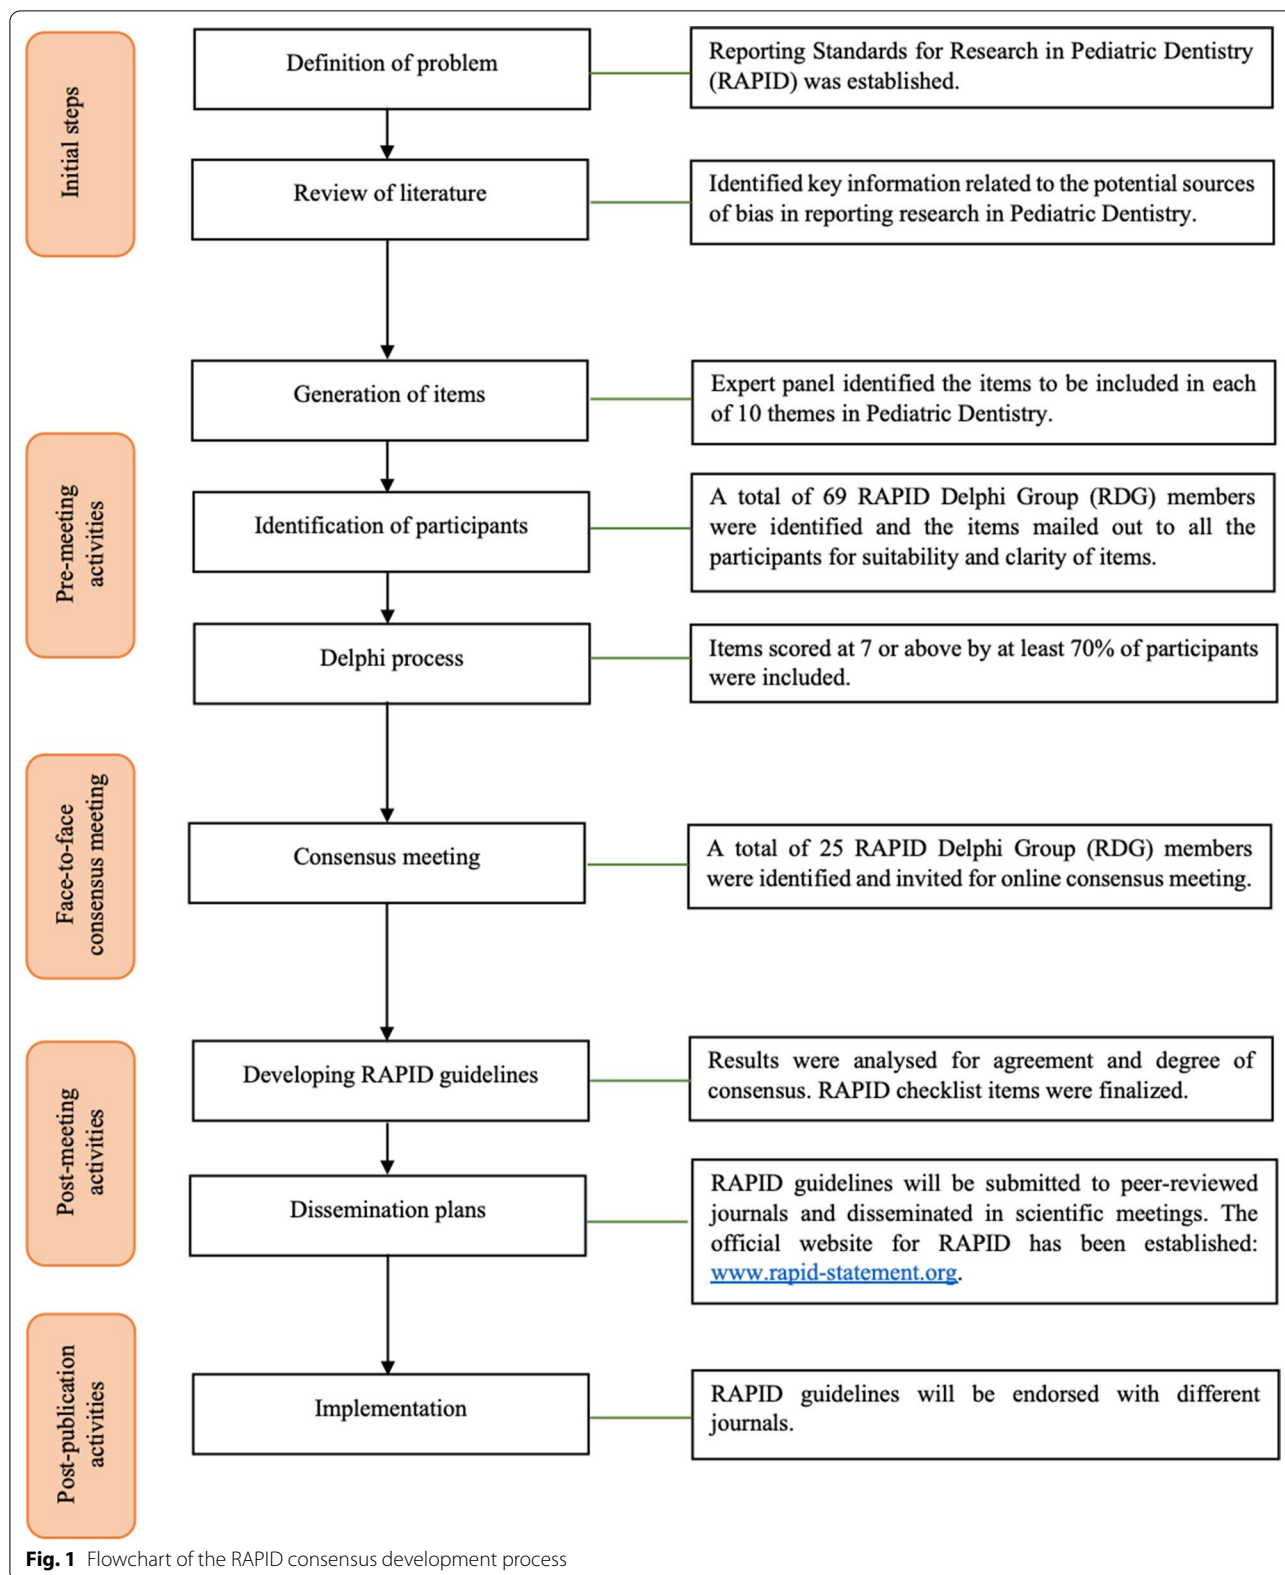 Initial steps
Definition of problem
Reporting Standards for Research in Pediatric Dentistry
(RAPID) was established.
Review of literature
Identified key information related to the potential sources
of bias in reporting research in Pediatric Dentistry.
Pre-meeting
activities
Generation of items
Expert panel identified the items to be included in each
of 10 themes in Pediatric Dentistry.
Identification of participants
A total of 69 RAPID Delphi Group (RDG) members
were identified and the items mailed out to all the
participants for suitability and clarity of items.
Delphi process
Items scored at 7 or above by at least 70% of participants
were included.
Face-to-face
consensus meeting
Consensus meeting
A total of 25 RAPID Delphi Group (RDG) members
were identified and invited for online consensus meeting.
Post-meeting
activities
Developing RAPID guidelines
Results were analysed for agreement and degree of
consensus. RAPID checklist items were finalized.
Dissemination plans
RAPID guidelines will be submitted to peer-reviewed
journals and disseminated in scientific meetings. The
official website for RAPID has been established:
www.rapid-statement.org.
Post-publication
activities
Implementation
RAPID guidelines will be endorsed with different
journals.
Fig. 1 Flowchart of the RAPID consensus development process